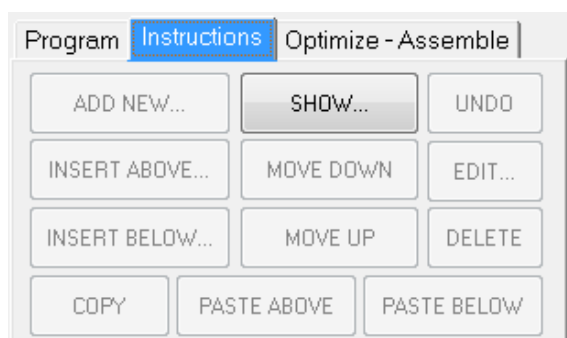 Program Instructions Optimize - Assemble
ADD NEW... SHOW... UNDO
INSERT ABOVE... MOVE DOWN EDIT...
INSERT BELOW... MOVE UP DELETE
COPY PASTE ABOVE PASTE BELOW